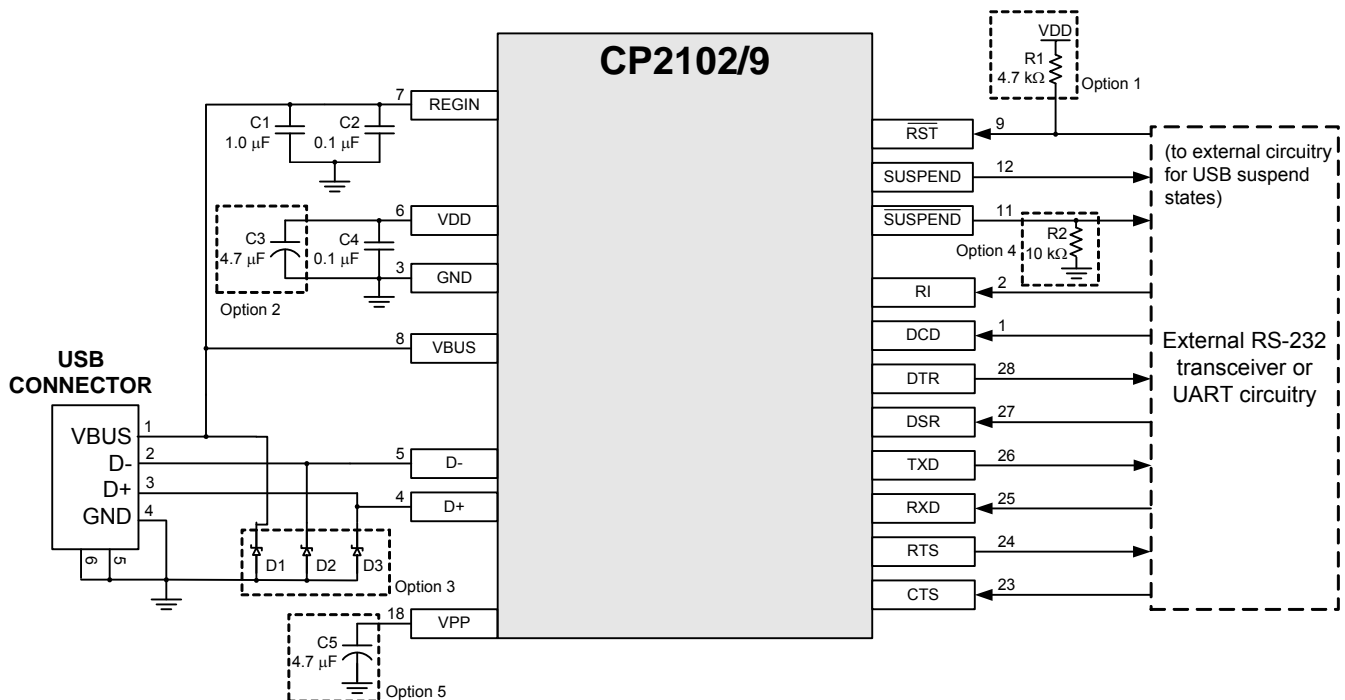 CP2102/9
VDD
R1
4.7 kΩ
Option 1
7
REGIN
C1
1.0 μF
C2
0.1 μF
6
VDD
C3
4.7 μF
C4
0.1 μF
3
GND
Option 2
8
VBUS
USB
CONNECTOR
VBUS
1
D-
2
D+
3
GND
4
6
5
5
D-
4
D+
D1
D2
D3
Option 3
18
VPP
C5
4.7 μF
Option 5
RST
9
SUSPEND
12
SUSPEND
11
Option 4
R2
10 kΩ
RI
2
DCD
1
DTR
28
DSR
27
TXD
26
RXD
25
RTS
24
CTS
23
(to external circuitry
for USB suspend
states)
External RS-232
transceiver or
UART circuitry